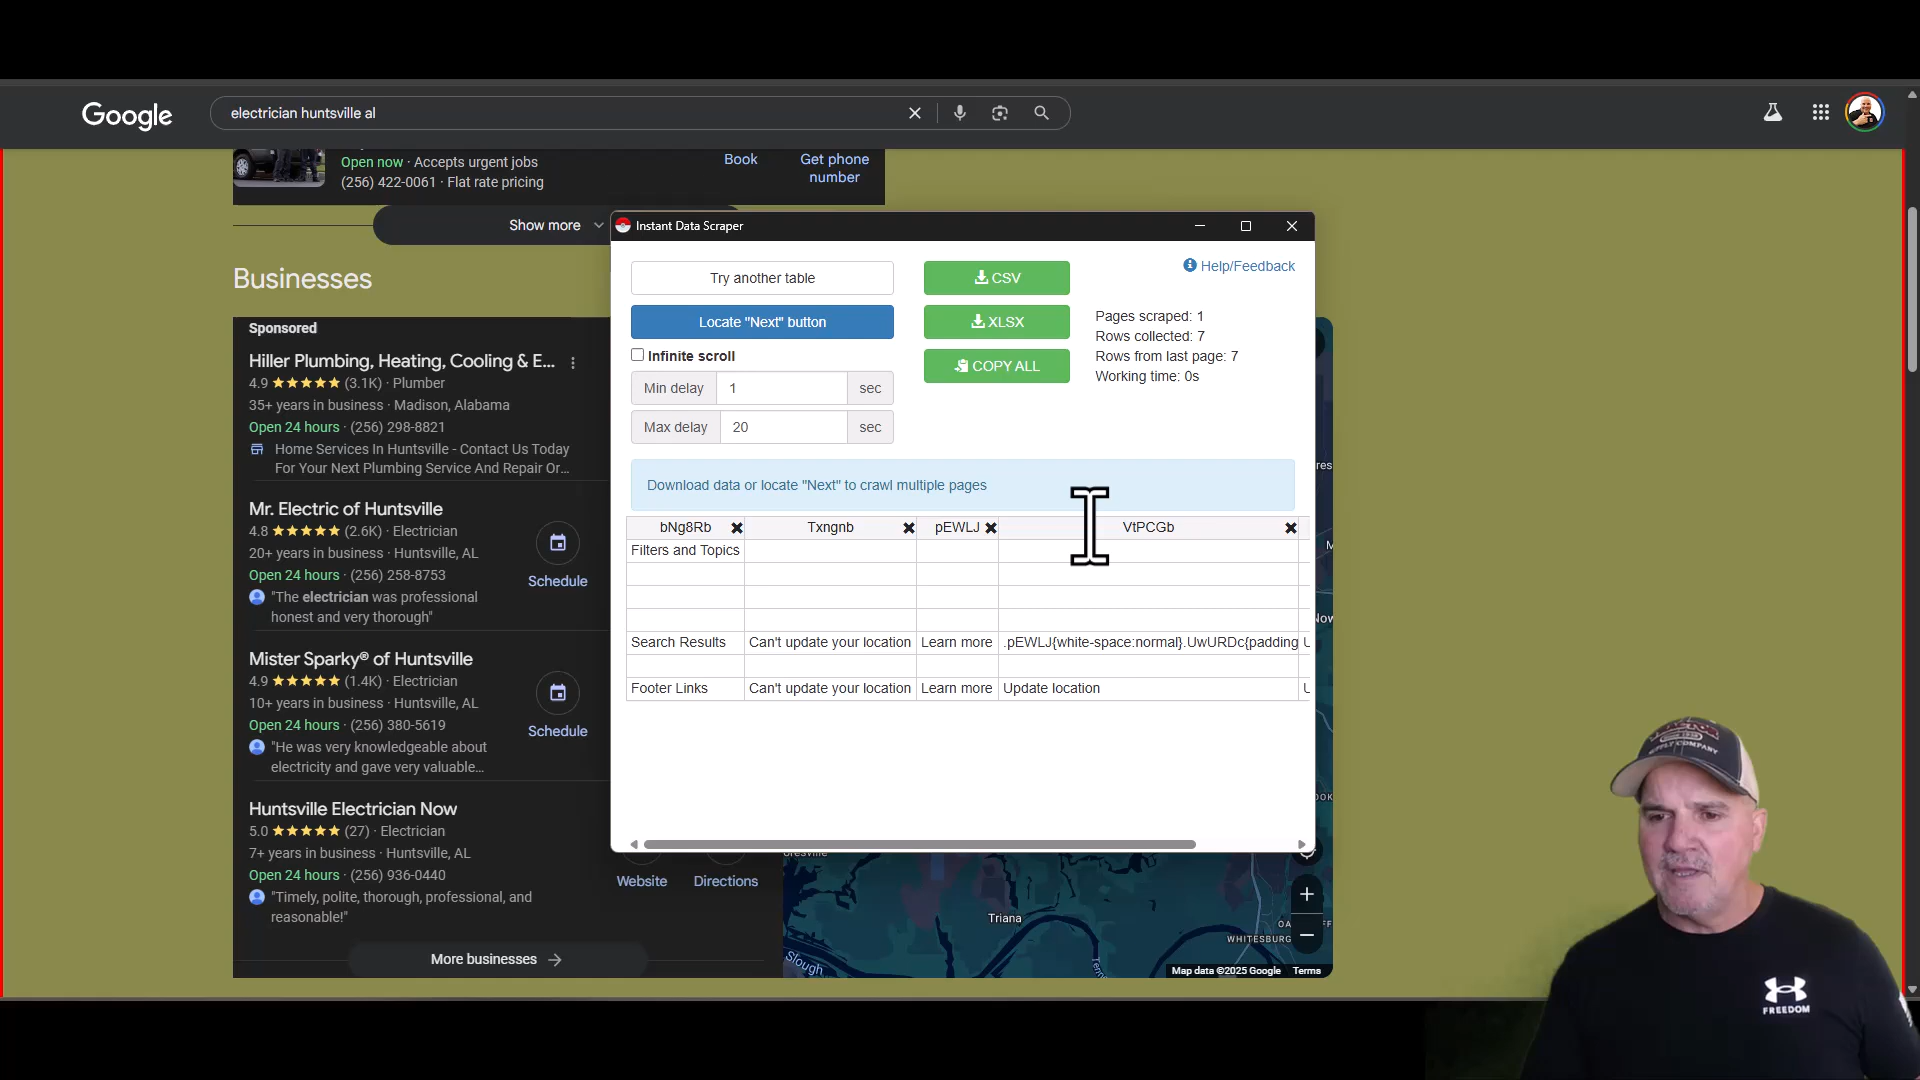 Google
electrician huntsville al
Open now · Accepts urgent jobs
(256) 422-0061 · Flat rate pricing
Book
Get phone
number
Show more
Businesses
Sponsored
Hiller Plumbing, Heating, Cooling & E...
4.9 ★★★★★ (3.1K) · Plumber
35+ years in business · Madison, Alabama
Open 24 hours · (256) 298-8821
Home Services In Huntsville - Contact Us Today
For Your Next Plumbing Service And Repair Or...
Mr. Electric of Huntsville
4.8 ★★★★★ (2.6K) · Electrician
20+ years in business · Huntsville, AL
Open 24 hours · (256) 258-8753
"The electrician was professional
honest and very thorough"
Schedule
Mister Sparky® of Huntsville
4.9 ★★★★★ (1.4K) · Electrician
10+ years in business · Huntsville, AL
Open 24 hours · (256) 380-5619
"He was very knowledgeable about
electricity and gave very valuable...
Schedule
Huntsville Electrician Now
5.0 ★★★★★ (27) · Electrician
7+ years in business · Huntsville, AL
Open 24 hours · (256) 936-0440
"Timely, polite, thorough, professional, and
reasonable!"
Website
Directions
More businesses
Instant Data Scraper
Try another table
Locate "Next" button
Infinite scroll
Min delay 1 sec
Max delay 20 sec
CSV
XLSX
COPY ALL
Help/Feedback
Pages scraped: 1
Rows collected: 7
Rows from last page: 7
Working time: 0s
Download data or locate "Next" to crawl multiple pages
bNg8Rb Txngnb pEWLJ VtPCGb
Filters and Topics
Search Results Can't update your location Learn more .pEWLJ{white-space:normal}.UwURDc{padding U
Footer Links Can't update your location Learn more Update location U
Triana
Slough
WHITESBURG
Map data ©2025 Google Terms
FREEDOM